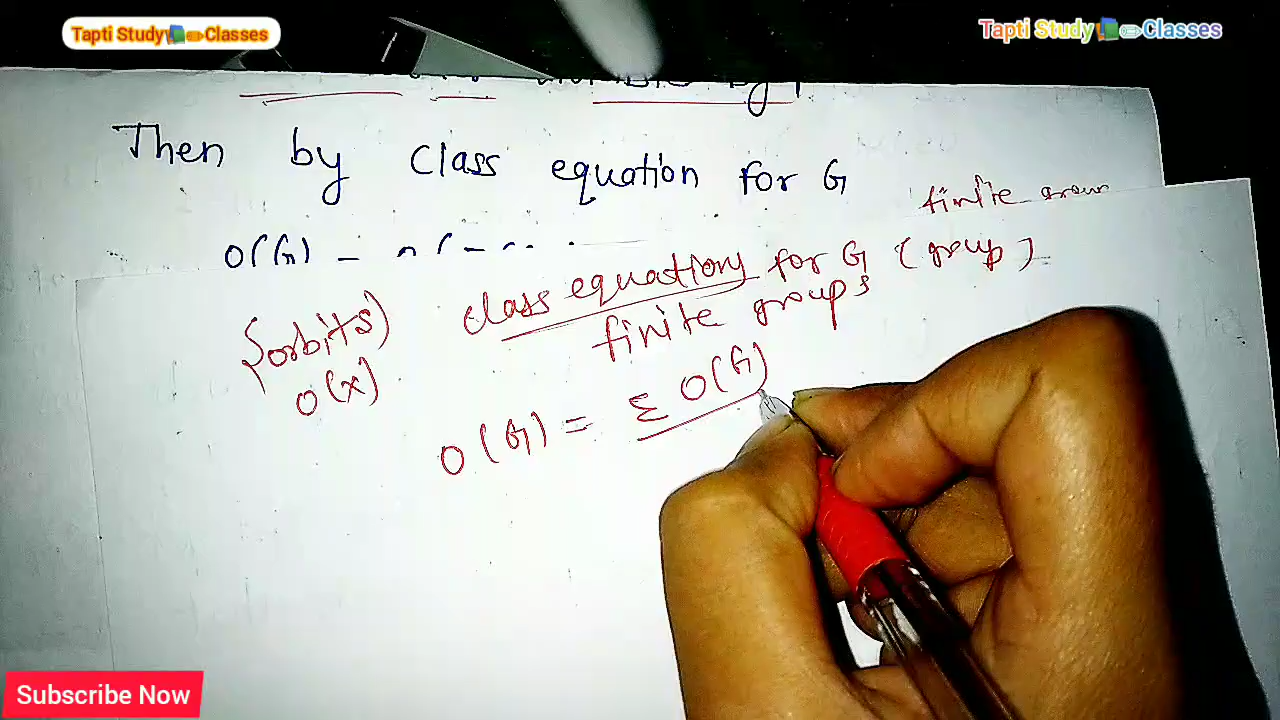 Tapti Study Classes
Tapti Study Classes
Then by class equation for G
finite group
O(G) =
class equation for G (group)
{orbits}
finite groups
O(x)
O(G) = Σ O(G)
Subscribe Now